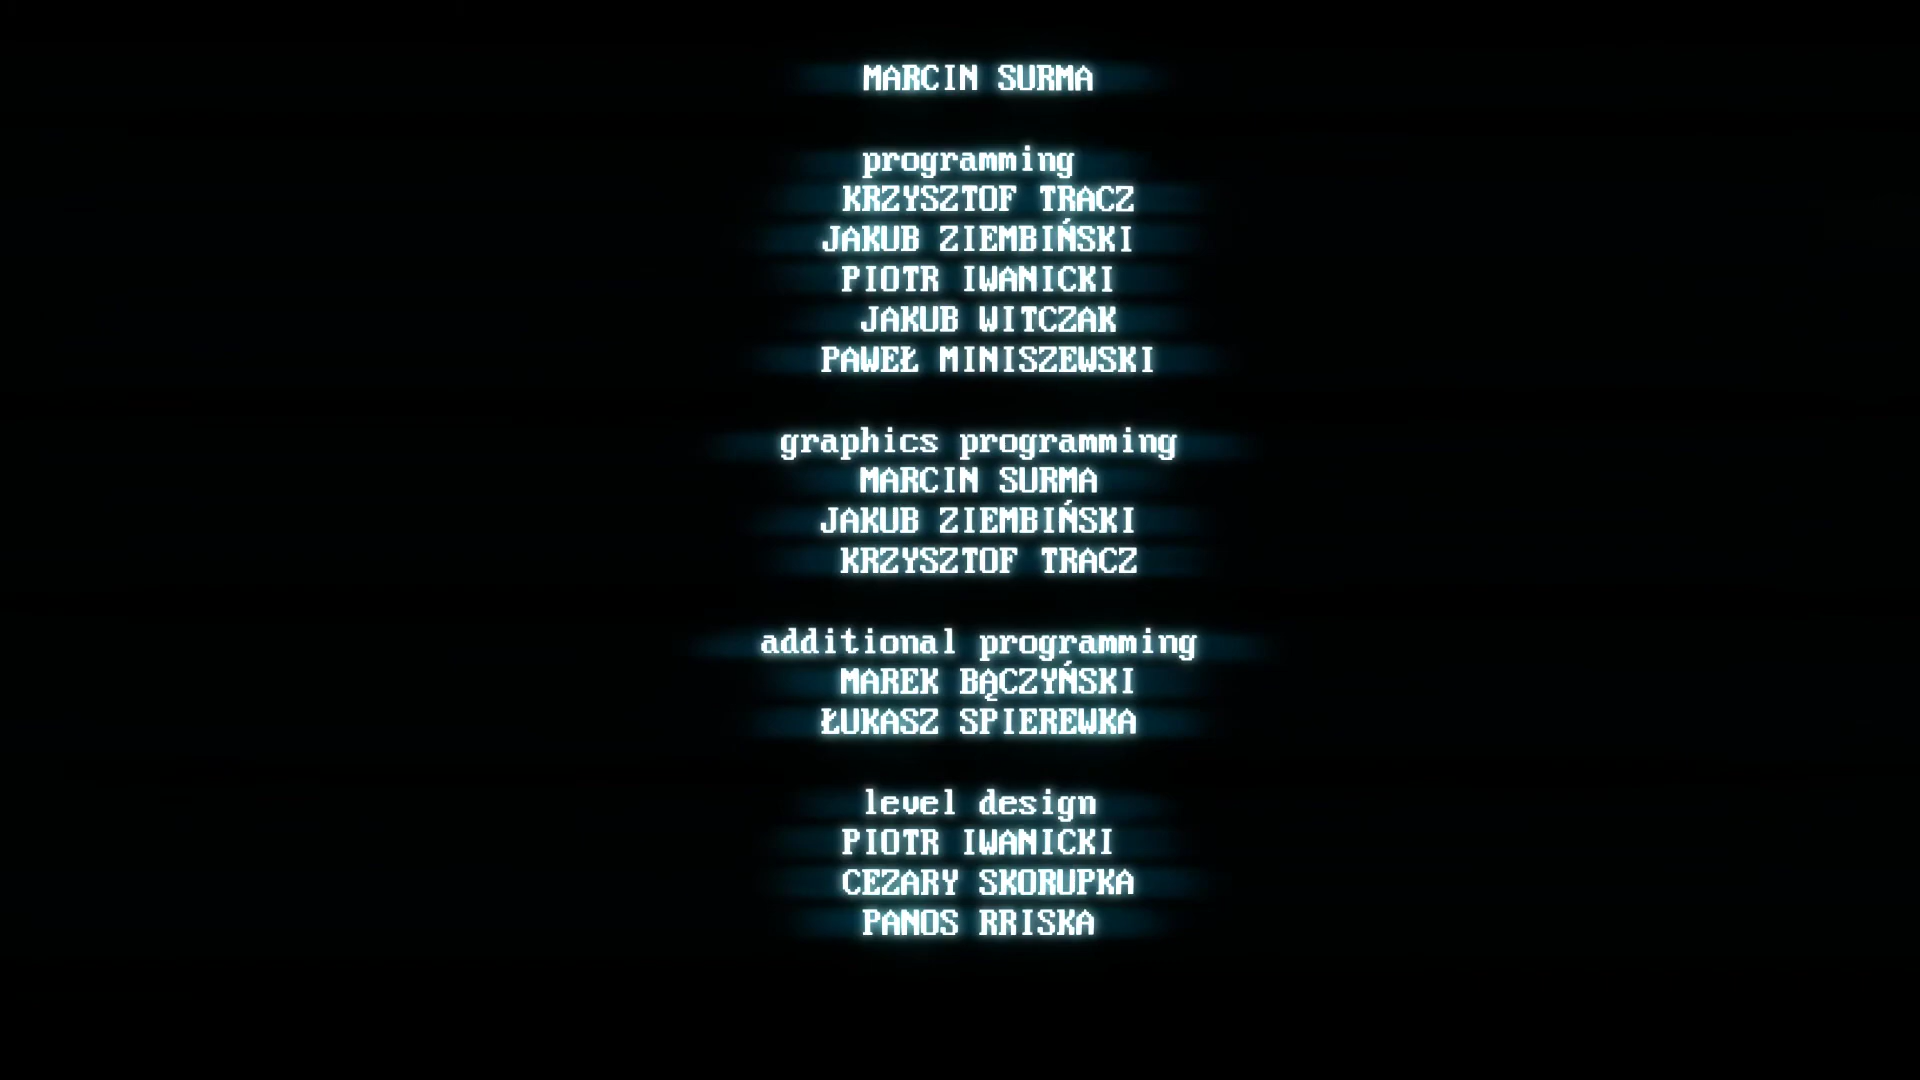 MARCIN SURMA
programming
KRZYSZTOF TRACZ
JAKUB ZIEMBIŃSKI
PIOTR IWANICKI
JAKUB WITCZAK
PAWEŁ MINISZEWSKI
graphics programming
MARCIN SURMA
JAKUB ZIEMBIŃSKI
KRZYSZTOF TRACZ
additional programming
MAREK BĄCZYŃSKI
ŁUKASZ SPIEREWKA
level design
PIOTR IWANICKI
CEZARY SKORUPKA
PANOS RRISKA